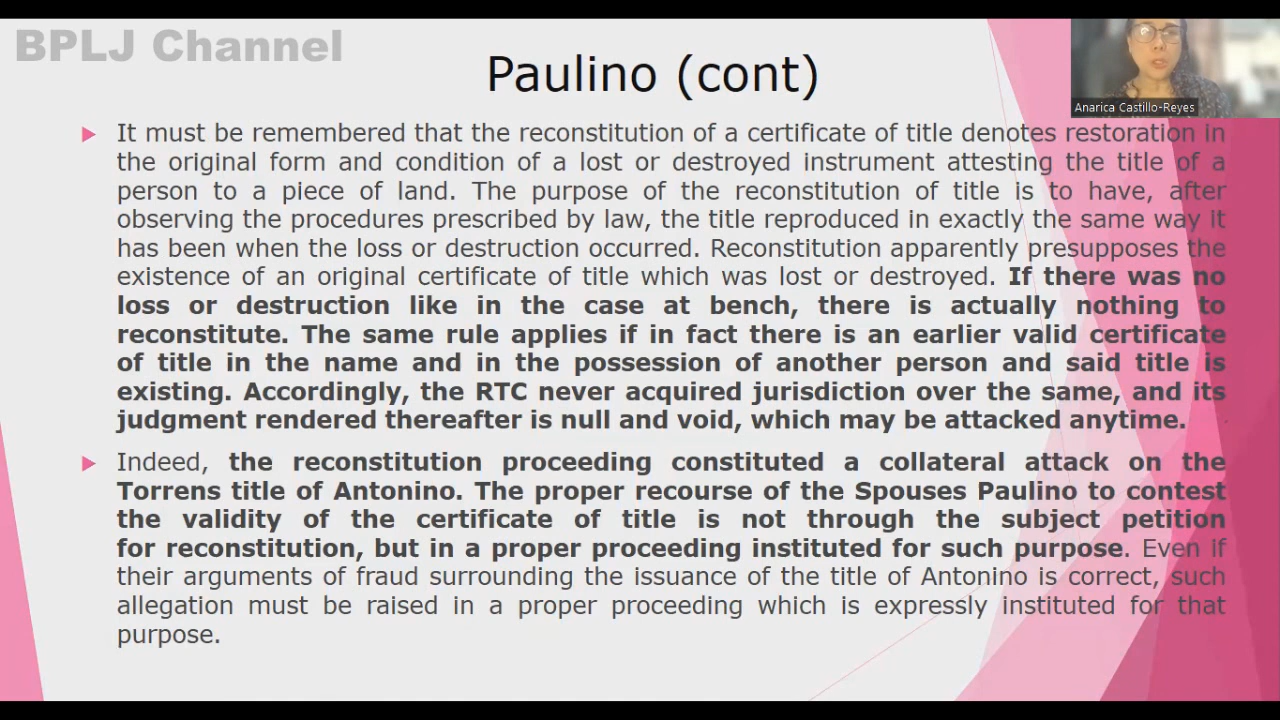 BPLJ Channel
Paulino (cont)
Anarica Castillo-Reyes
It must be remembered that the reconstitution of a certificate of title denotes restoration in
the original form and condition of a lost or destroyed instrument attesting the title of a
person to a piece of land. The purpose of the reconstitution of title is to have, after
observing the procedures prescribed by law, the title reproduced in exactly the same way it
has been when the loss or destruction occurred. Reconstitution apparently presupposes the
existence of an original certificate of title which was lost or destroyed. If there was no
loss or destruction like in the case at bench, there is actually nothing to
reconstitute. The same rule applies if in fact there is an earlier valid certificate
of title in the name and in the possession of another person and said title is
existing. Accordingly, the RTC never acquired jurisdiction over the same, and its
judgment rendered thereafter is null and void, which may be attacked anytime.
Indeed, the reconstitution proceeding constituted a collateral attack on the
Torrens title of Antonino. The proper recourse of the Spouses Paulino to contest
the validity of the certificate of title is not through the subject petition
for reconstitution, but in a proper proceeding instituted for such purpose. Even if
their arguments of fraud surrounding the issuance of the title of Antonino is correct, such
allegation must be raised in a proper proceeding which is expressly instituted for that
purpose.